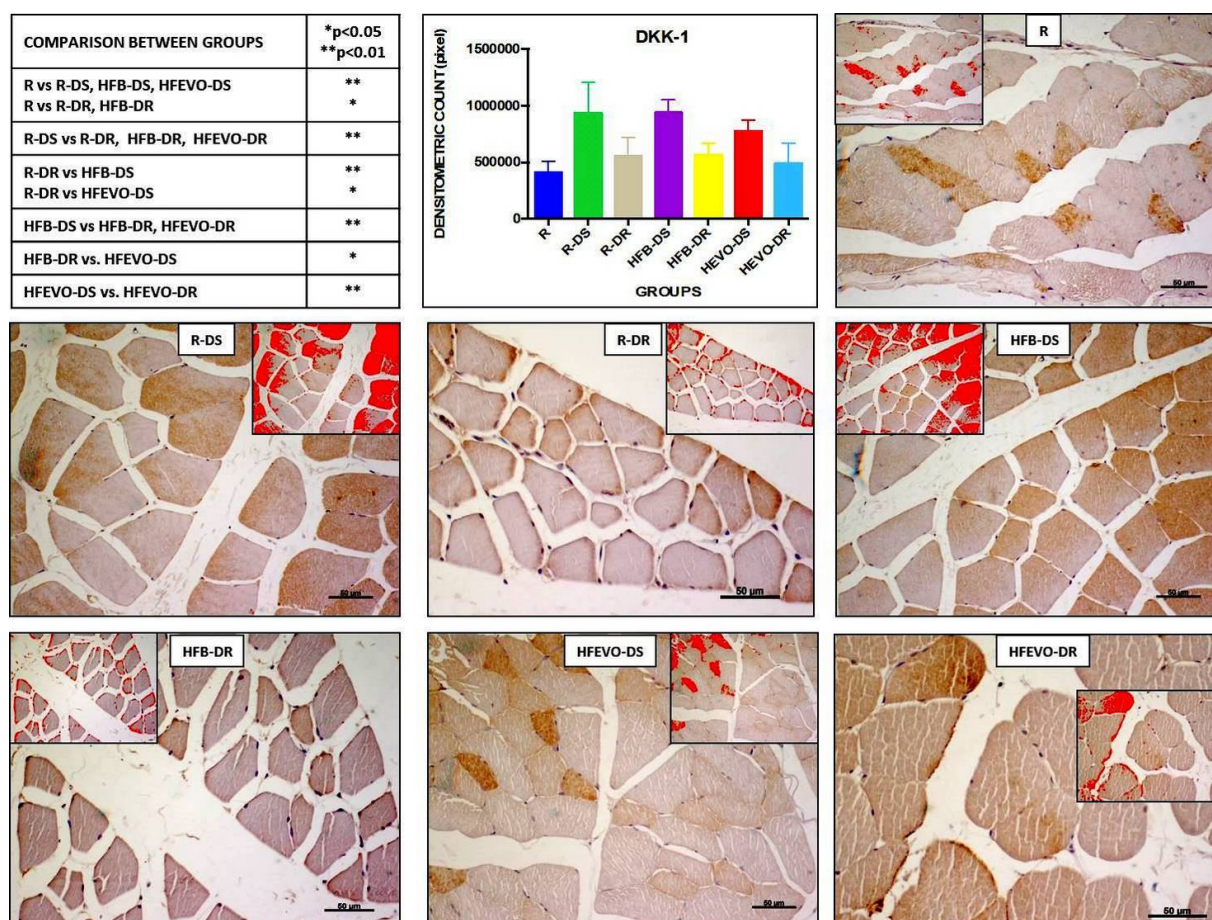 COMPARISON BETWEEN GROUPS
*p<0.05
**p<0.01
R vs R-DS, HFB-DS, HFEVO-DS **
R vs R-DR, HFB-DR *
R-DS vs R-DR, HFB-DR, HFEVO-DR **
R-DR vs HFB-DS **
R-DR vs HFEVO-DS *
HFB-DS vs HFB-DR, HFEVO-DR **
HFB-DR vs. HFEVO-DS *
HFEVO-DS vs. HFEVO-DR **
DKK-1
DENSITOMETRIC COUNT(pixel)
1500000
1000000
500000
0
R
R-DS
R-DR
HFB-DS
HFB-DR
HEVO-DS
HEVO-DR
GROUPS
R
50 µm
R-DS
50 µm
R-DR
50 µm
HFB-DS
50 µm
HFB-DR
50 µm
HFEVO-DS
50 µm
HFEVO-DR
50 µm